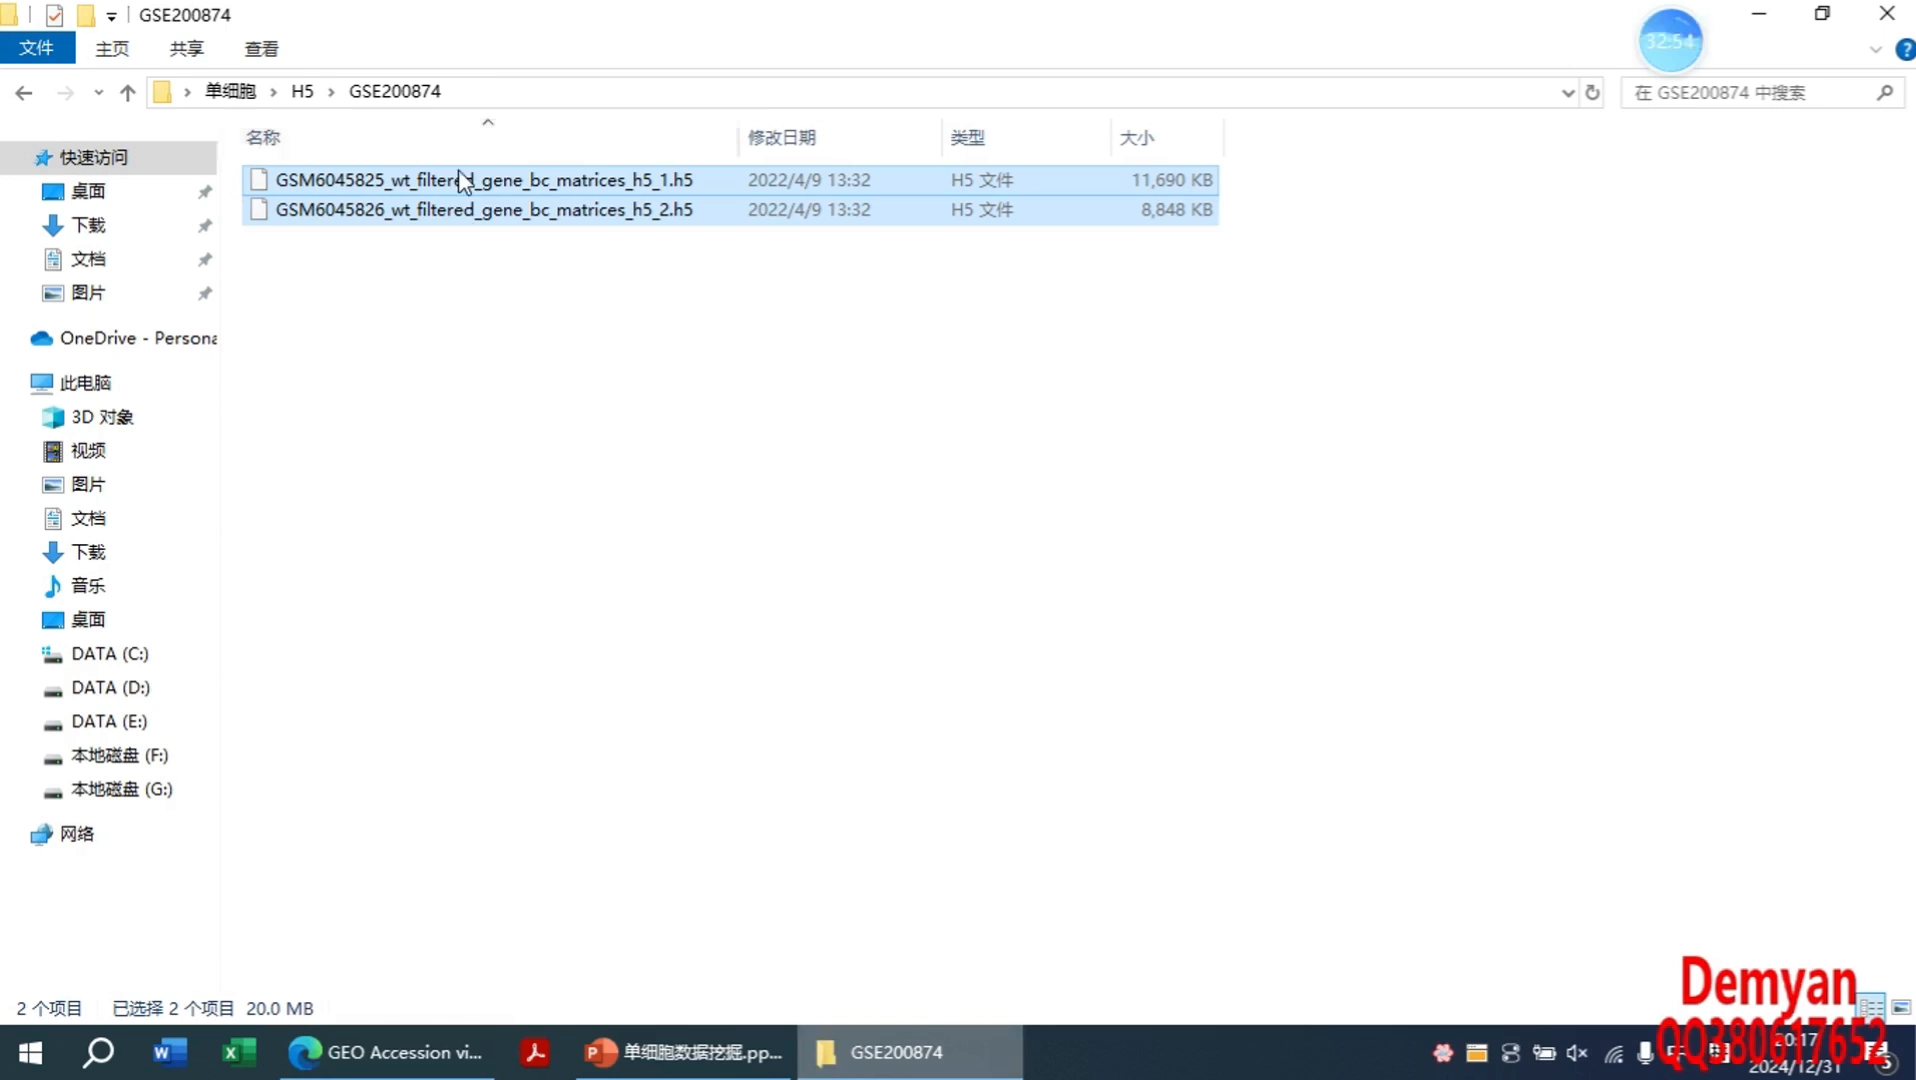 GSE200874
32:54
文件 主页 共享 查看
单细胞 H5 GSE200874
在 GSE200874 中搜索
名称 修改日期 类型 大小
快速访问
GSM6045825_wt_filtered_gene_bc_matrices_h5_1.h5 2022/4/9 13:32 H5 文件 11,690 KB
桌面
GSM6045826_wt_filtered_gene_bc_matrices_h5_2.h5 2022/4/9 13:32 H5 文件 8,848 KB
下载
文档
图片
OneDrive - Persona
此电脑
3D 对象
视频
图片
文档
下载
音乐
桌面
DATA (C:)
DATA (D:)
DATA (E:)
本地磁盘 (F:)
本地磁盘 (G:)
网络
2 个项目 已选择 2 个项目 20.0 MB
Demyan
QQ380617652
GEO Accession vi...
单细胞数据挖掘.pp...
GSE200874
20:17
2024/12/31
5